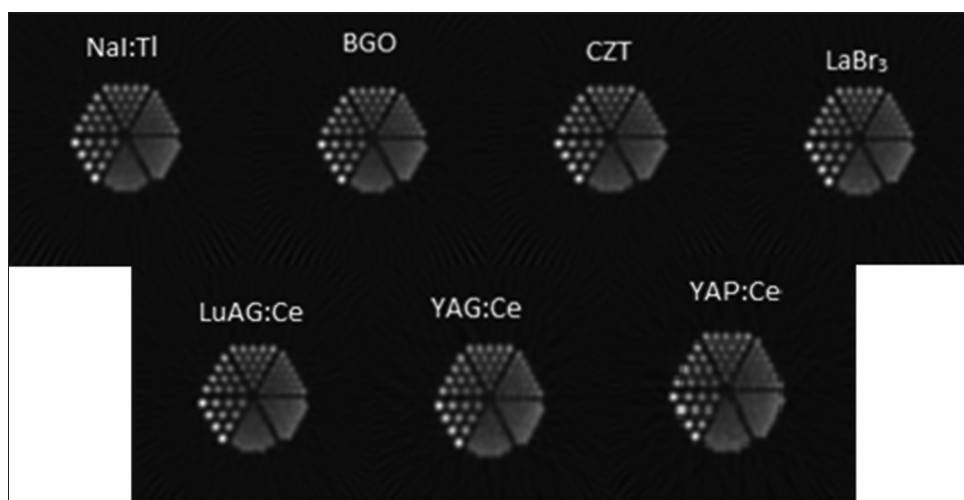 NaI:Tl
BGO
CZT
LaBr₃
LuAG:Ce
YAG:Ce
YAP:Ce